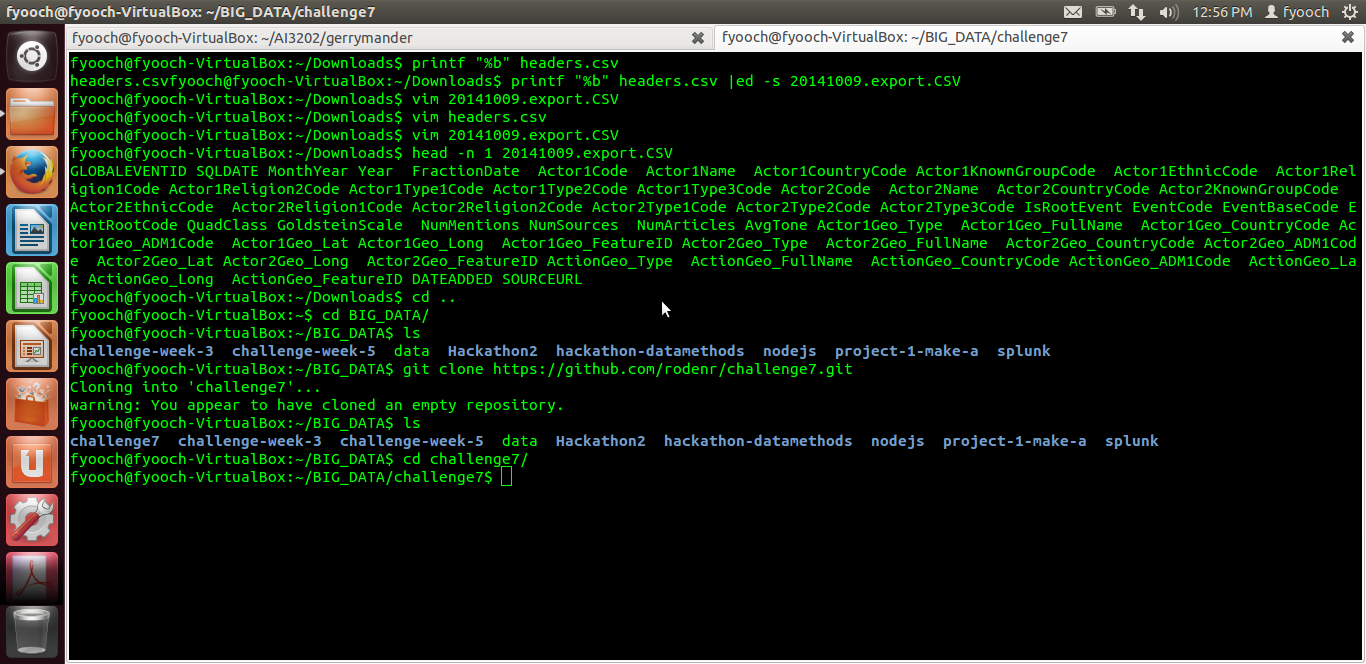 fyooch@fyooch-VirtualBox: ~/BIG_DATA/challenge7 12:56 PM fyooch
fyooch@fyooch-VirtualBox: ~/AI3202/gerrymander fyooch@fyooch-VirtualBox: ~/BIG_DATA/challenge7
fyooch@fyooch-VirtualBox:~/Downloads$ printf "%b" headers.csv
headers.csvfyooch@fyooch-VirtualBox:~/Downloads$ printf "%b" headers.csv |ed -s 20141009.export.CSV
fyooch@fyooch-VirtualBox:~/Downloads$ vim 20141009.export.CSV
fyooch@fyooch-VirtualBox:~/Downloads$ vim headers.csv
fyooch@fyooch-VirtualBox:~/Downloads$ vim 20141009.export.CSV
fyooch@fyooch-VirtualBox:~/Downloads$ head -n 1 20141009.export.CSV
GLOBALEVENTID SQLDATE MonthYear Year  FractionDate  Actor1Code  Actor1Name  Actor1CountryCode Actor1KnownGroupCode  Actor1EthnicCode  Actor1Rel
igion1Code Actor1Religion2Code Actor1Type1Code Actor1Type2Code Actor1Type3Code Actor2Code  Actor2Name  Actor2CountryCode Actor2KnownGroupCode
Actor2EthnicCode  Actor2Religion1Code Actor2Religion2Code Actor2Type1Code Actor2Type2Code Actor2Type3Code IsRootEvent EventCode EventBaseCode E
ventRootCode QuadClass GoldsteinScale  NumMentions NumSources  NumArticles AvgTone Actor1Geo_Type  Actor1Geo_FullName  Actor1Geo_CountryCode Ac
tor1Geo_ADM1Code  Actor1Geo_Lat Actor1Geo_Long  Actor1Geo_FeatureID Actor2Geo_Type  Actor2Geo_FullName  Actor2Geo_CountryCode Actor2Geo_ADM1Cod
e  Actor2Geo_Lat Actor2Geo_Long  Actor2Geo_FeatureID ActionGeo_Type  ActionGeo_FullName  ActionGeo_CountryCode ActionGeo_ADM1Code  ActionGeo_La
t ActionGeo_Long  ActionGeo_FeatureID DATEADDED SOURCEURL
fyooch@fyooch-VirtualBox:~/Downloads$ cd ..
fyooch@fyooch-VirtualBox:~$ cd BIG_DATA/
fyooch@fyooch-VirtualBox:~/BIG_DATA$ ls
challenge-week-3  challenge-week-5  data  Hackathon2  hackathon-datamethods  nodejs  project-1-make-a  splunk
fyooch@fyooch-VirtualBox:~/BIG_DATA$ git clone https://github.com/rodenr/challenge7.git
Cloning into 'challenge7'...
warning: You appear to have cloned an empty repository.
fyooch@fyooch-VirtualBox:~/BIG_DATA$ ls
challenge7  challenge-week-3  challenge-week-5  data  Hackathon2  hackathon-datamethods  nodejs  project-1-make-a  splunk
fyooch@fyooch-VirtualBox:~/BIG_DATA$ cd challenge7/
fyooch@fyooch-VirtualBox:~/BIG_DATA/challenge7$